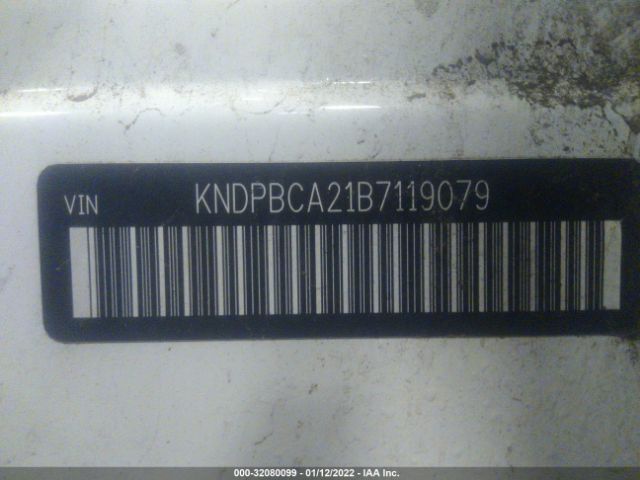 VIN KNDPBCA21B7119079
000-32080099 - 01/12/2022 - IAA Inc.